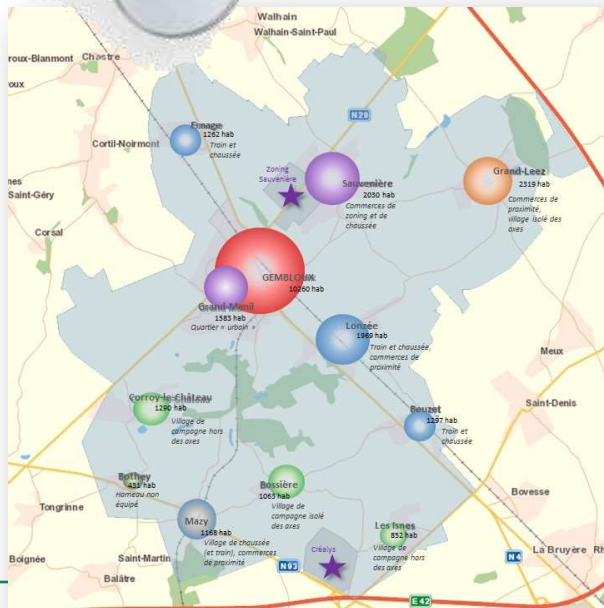 Walhain
Walhain-Saint-Paul
roux-Blanmont
Chastre
roux
N29
Ernage
1262 hab
Train et
chaussée
Cortil-Noirmont
Zoning
Sauvenière
Sauvenière
2030 hab
Commerces de
zoning et de
chaussée
Grand-Leez
2319 hab
Commerces de
proximité,
village isolé des
axes
nes
Saint-Géry
Corsal
GEMBLOUX
10260 hab
Grand-Manil
1583 hab
Quartier « urbain »
Lonzée
1969 hab
Train et chaussée,
commerces de
proximité
Meux
Corroy-le-Château
1290 hab
Village de
campagne hors
des axes
Beuzet
1297 hab
Train et
chaussée
Saint-Denis
Bothey
431 hab
Hameau non
équipé
Bossière
1065 hab
Village de
campagne isolé
des axes
Bovesse
Tongrinne
Mazy
1168 hab
Village de chaussée
(et train), commerces
de proximité
Les Isnes
832 hab
Village de
campagne hors
des axes
Créalys
Boignée
Saint-Martin
N93
N4
La Bruyère
Rh
Balâtre
E42